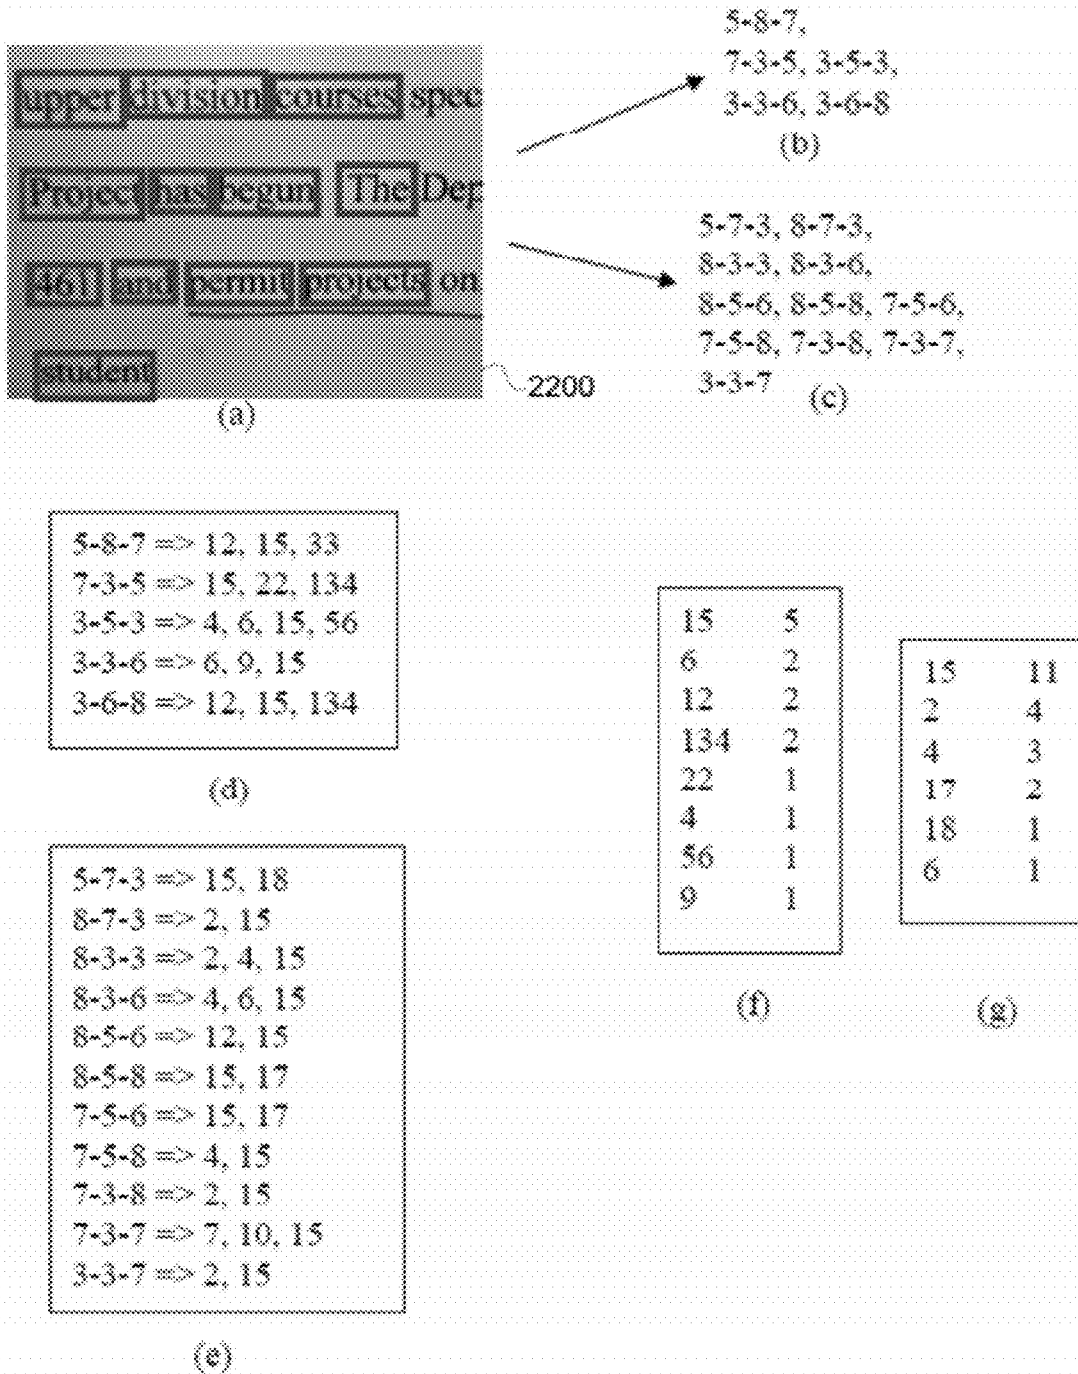 upper division courses spec
Project has begun The Dep
461 and permit projects on
student
(a)
2200
5-8-7,
7-3-5, 3-5-3,
3-3-6, 3-6-8
(b)
5-7-3, 8-7-3,
8-3-3, 8-3-6,
8-5-6, 8-5-8, 7-5-6,
7-5-8, 7-3-8, 7-3-7,
3-3-7
(c)
5-8-7 => 12, 15, 33
7-3-5 => 15, 22, 134
3-5-3 => 4, 6, 15, 56
3-3-6 => 6, 9, 15
3-6-8 => 12, 15, 134
(d)
5-7-3 => 15, 18
8-7-3 => 2, 15
8-3-3 => 2, 4, 15
8-3-6 => 4, 6, 15
8-5-6 => 12, 15
8-5-8 => 15, 17
7-5-6 => 15, 17
7-5-8 => 4, 15
7-3-8 => 2, 15
7-3-7 => 7, 10, 15
3-3-7 => 2, 15
(e)
15 5
6 2
12 2
134 2
22 1
4 1
56 1
9 1
(f)
15 11
2 4
4 3
17 2
18 1
6 1
(g)